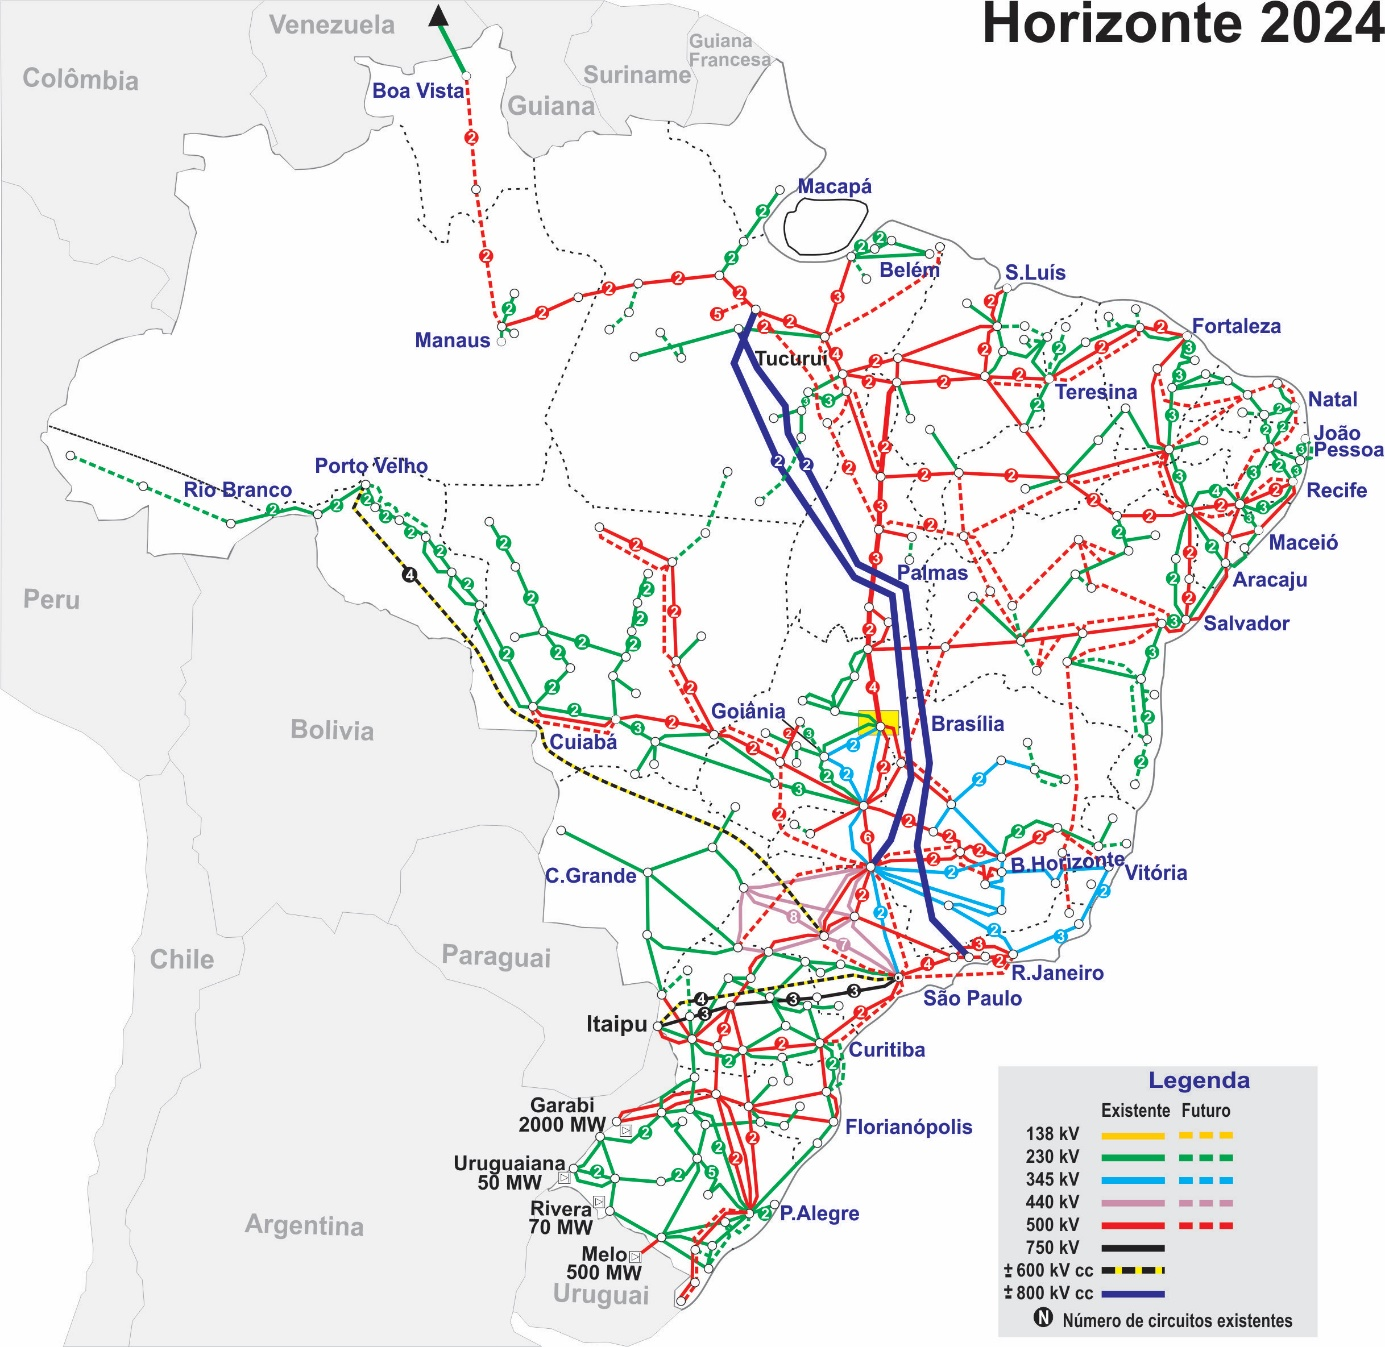 Horizonte 2024
Venezuela
Guiana
Francesa
Colômbia
Suriname
Boa Vista
Guiana
Macapá
Belém
S.Luís
Manaus
Fortaleza
Tucuruí
Teresina
Natal
João
Pessoa
Porto Velho
Rio Branco
Recife
Maceió
Palmas
Aracaju
Peru
Salvador
Goiânia
Brasília
Bolivia
Cuiabá
B.Horizonte
C.Grande
Vitória
Chile
Paraguai
R.Janeiro
São Paulo
Itaipu
Curitiba
Garabi
2000 MW
Florianópolis
Uruguaiana
50 MW
Rivera
70 MW
P.Alegre
Argentina
Melo
500 MW
Uruguai
Legenda
Existente Futuro
138 kV
230 kV
345 kV
440 kV
500 kV
750 kV
±600 kV cc
±800 kV cc
N Número de circuitos existentes